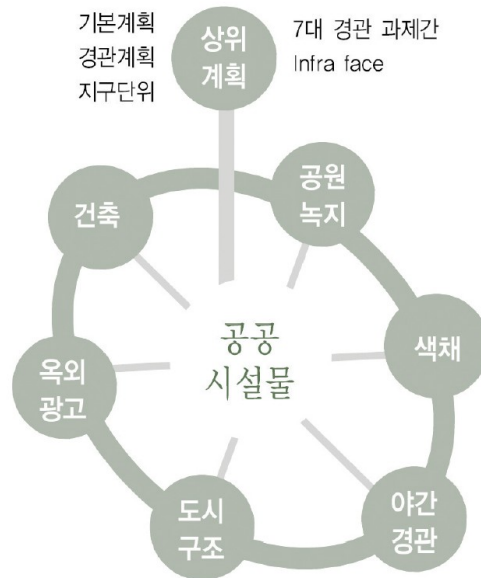 기본계획
경관계획
지구단위
상위
계획
7대 경관 과제간
Infra face
건축
공원
녹지
공공
시설물
색채
옥외
광고
도시
구조
야간
경관